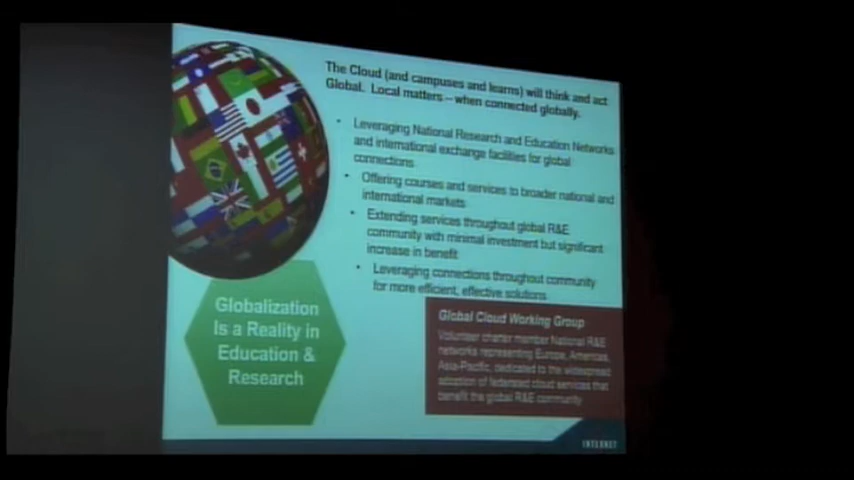 The Cloud (and campuses and learns) will think and act
Global. Local matters – when connected globally.
• Leveraging National Research and Education Networks
and international exchange facilities for global
connections
• Offering courses and services to broader national and
international markets
• Extending services throughout global R&E
community with minimal investment but significant
increase in benefit
• Leveraging connections throughout community
for more efficient, effective solutions
Globalization
Is a Reality in
Education &
Research
Global Cloud Working Group
Volunteer charter member National R&E
networks representing Europe, Americas,
Asia-Pacific, dedicated to the widespread
adoption of federated cloud services that
benefit the global R&E community
INTERNET